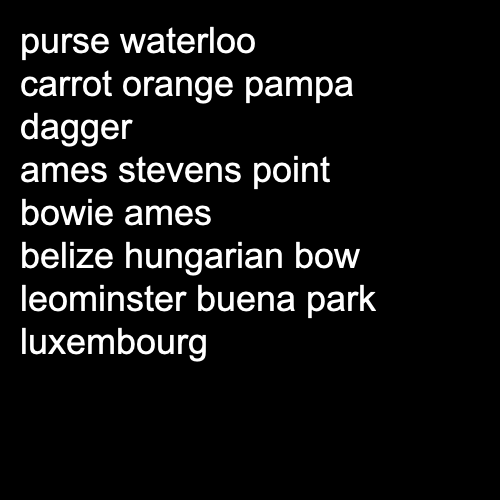 purse waterloo
carrot orange pampa
dagger
ames stevens point
bowie ames
belize hungarian bow
leominster buena park
luxembourg